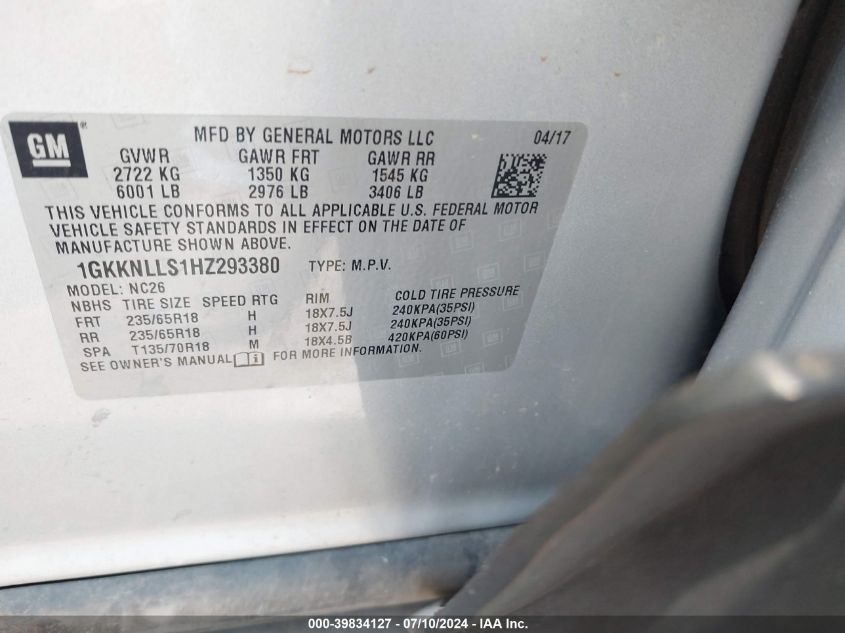 GM ®
MFD BY GENERAL MOTORS LLC 04/17
GVWR GAWR FRT GAWR RR
2722 KG 1350 KG 1545 KG
6001 LB 2976 LB 3406 LB
THIS VEHICLE CONFORMS TO ALL APPLICABLE U.S. FEDERAL MOTOR
VEHICLE SAFETY STANDARDS IN EFFECT ON THE DATE OF
MANUFACTURE SHOWN ABOVE.
1GKKNLLS1HZ293380 TYPE: M.P.V.
MODEL: NC26
NBHS TIRE SIZE SPEED RTG RIM COLD TIRE PRESSURE
FRT 235/65R18 H 18X7.5J 240KPA(35PSI)
RR 235/65R18 H 18X7.5J 240KPA(35PSI)
SPA T135/70R18 M 18X4.5B 420KPA(60PSI)
SEE OWNER'S MANUAL FOR MORE INFORMATION.
000-39834127 - 07/10/2024 - IAA Inc.